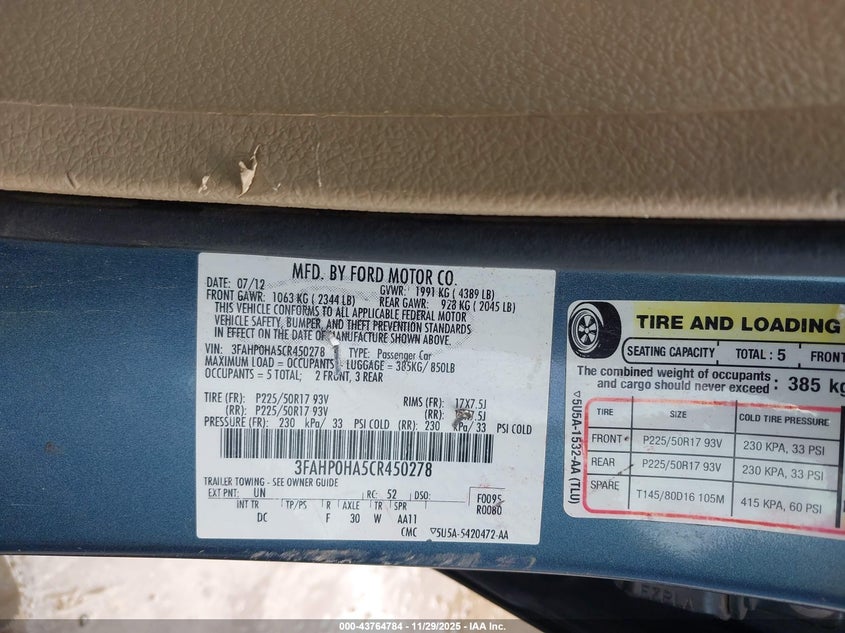 MFD. BY FORD MOTOR CO.
DATE: 07/12
GVWR: 1991 KG ( 4389 LB)
FRONT GAWR: 1063 KG ( 2344 LB)
REAR GAWR: 928 KG ( 2045 LB)
THIS VEHICLE CONFORMS TO ALL APPLICABLE FEDERAL MOTOR
VEHICLE SAFETY, BUMPER, AND THEFT PREVENTION STANDARDS
IN EFFECT ON THE DATE OF MANUFACTURE SHOWN ABOVE.
VIN: 3FAHP0HA5CR450278 TYPE: Passenger Car
MAXIMUM LOAD = OCCUPANTS LUGGAGE = 385KG/ 850LB
OCCUPANTS = 5 TOTAL; 2 FRONT, 3 REAR
TIRE (FR): P225/50R17 93V RIMS (FR): 17X7.5J
(RR): P225/50R17 93V (RR):
PRESSURE (FR): 230 kPa/ 33 PSI COLD (RR): 230 kPa/ 33 PSI COLD
3FAHP0HA5CR450278
TRAILER TOWING - SEE OWNER GUIDE
EXT PNT: UN RC: 52 DSO: F0095
R0080
INT TR TP/PS R AXLE TR SPR
DC F 30 W AA11
CMC ▽5U5A-5420472-AA
TIRE AND LOADING
SEATING CAPACITY TOTAL : 5 FRONT
The combined weight of occupants
and cargo should never exceed : 385 kg
TIRE SIZE COLD TIRE PRESSURE
FRONT P225/50R17 93V 230 KPA, 33 PSI
REAR P225/50R17 93V 230 KPA, 33 PSI
SPARE T145/80D16 105M 415 KPA, 60 PSI
▽5U5A-1532-AA (TLU)
000-43764784 - 11/29/2025 - IAA Inc.